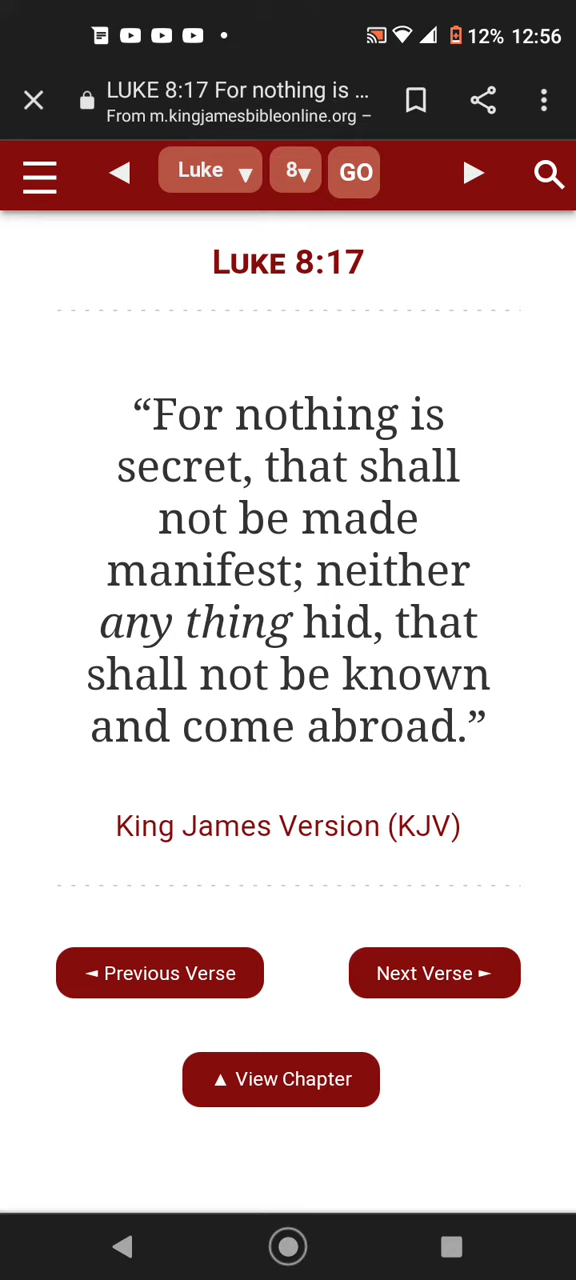 12% 12:56
LUKE 8:17 For nothing is ...
From m.kingjamesbibleonline.org –
Luke ▼ 8▼ GO
LUKE 8:17
“For nothing is
secret, that shall
not be made
manifest; neither
any thing hid, that
shall not be known
and come abroad.”
King James Version (KJV)
◄ Previous Verse Next Verse ►
▲ View Chapter